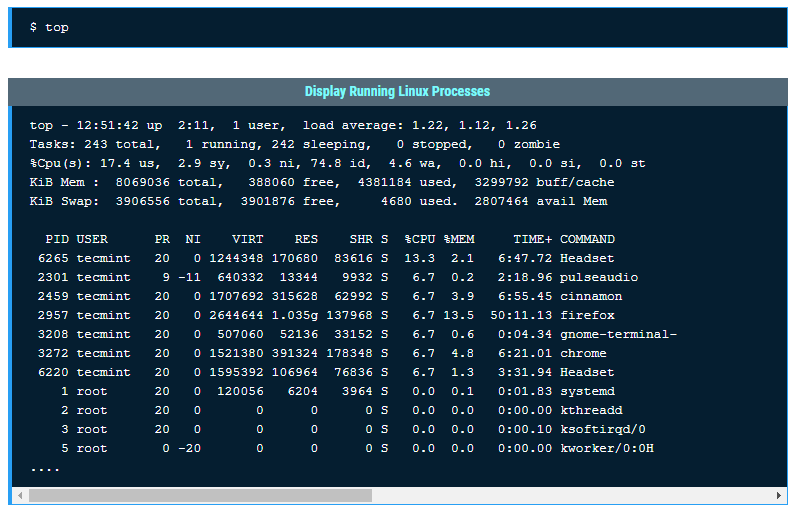 $ top
Display Running Linux Processes
top - 12:51:42 up  2:11,  1 user,  load average: 1.22, 1.12, 1.26
Tasks: 243 total,   1 running, 242 sleeping,   0 stopped,   0 zombie
%Cpu(s): 17.4 us,  2.9 sy,  0.3 ni, 74.8 id,  4.6 wa,  0.0 hi,  0.0 si,  0.0 st
KiB Mem :  8069036 total,   388060 free,  4381184 used,  3299792 buff/cache
KiB Swap:  3906556 total,  3901876 free,     4680 used.  2807464 avail Mem
  PID USER      PR  NI    VIRT    RES    SHR S  %CPU %MEM     TIME+ COMMAND
 6265 tecmint   20   0 1244348 170680  83616 S  13.3  2.1   6:47.72 Headset
 2301 tecmint    9 -11  640332  13344   9932 S   6.7  0.2   2:18.96 pulseaudio
 2459 tecmint   20   0 1707692 315628  62992 S   6.7  3.9   6:55.45 cinnamon
 2957 tecmint   20   0 2644644 1.035g 137968 S   6.7 13.5  50:11.13 firefox
 3208 tecmint   20   0  507060  52136  33152 S   6.7  0.6   0:04.34 gnome-terminal-
 3272 tecmint   20   0 1521380 391324 178348 S   6.7  4.8   6:21.01 chrome
 6220 tecmint   20   0 1595392 106964  76836 S   6.7  1.3   3:31.94 Headset
    1 root      20   0  120056   6204   3964 S   0.0  0.1   0:01.83 systemd
    2 root      20   0       0      0      0 S   0.0  0.0   0:00.00 kthreadd
    3 root      20   0       0      0      0 S   0.0  0.0   0:00.10 ksoftirqd/0
    5 root       0 -20       0      0      0 S   0.0  0.0   0:00.00 kworker/0:0H
....